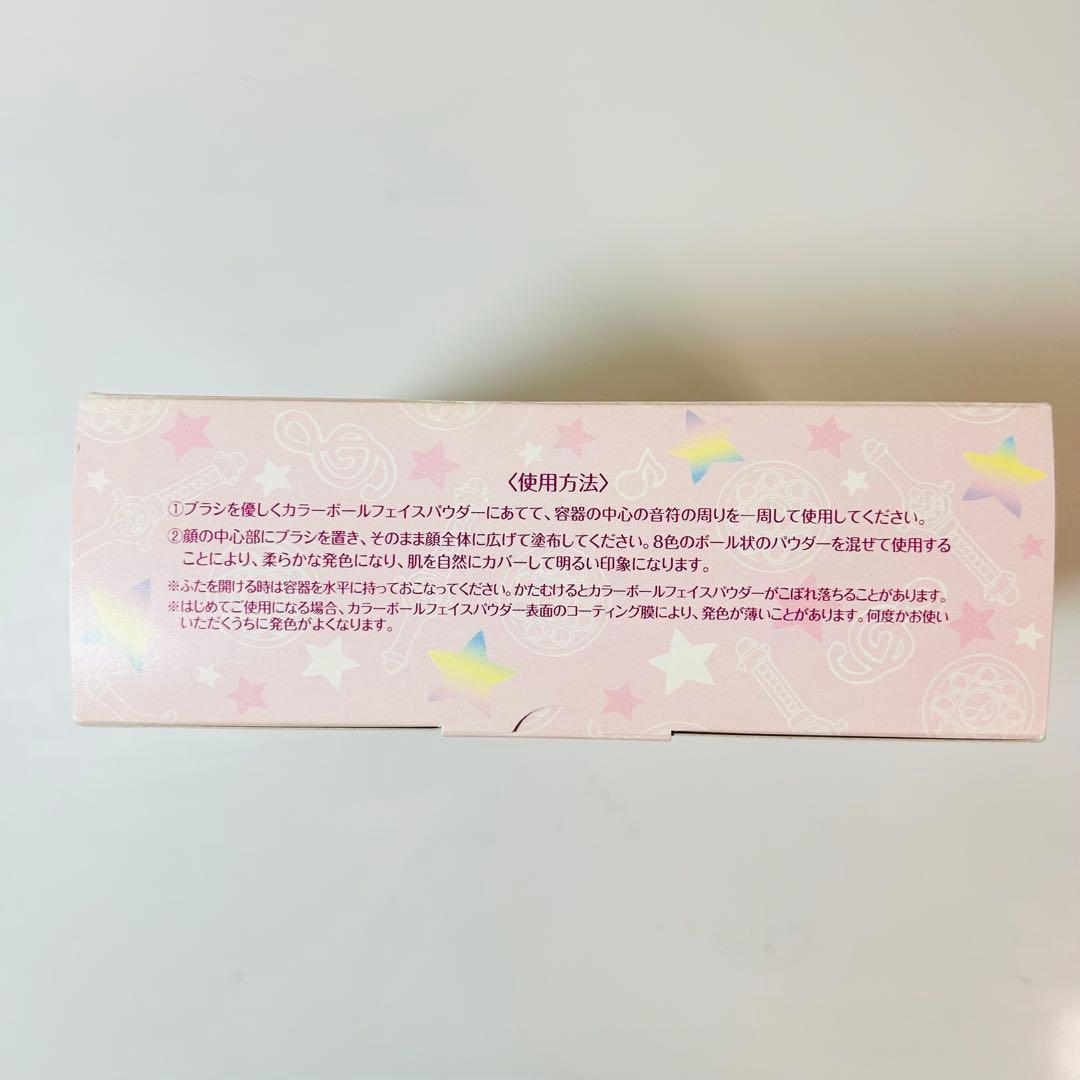 〈使用方法〉
①ブラシを優しくカラーボールフェイスパウダーにあてて、容器の中心の音符の周りを一周して使用してください。
②顔の中心部にブラシを置き、そのまま顔全体に広げて塗布してください。8色のボール状のパウダーを混ぜて使用する
ことにより、柔らかな発色になり、肌を自然にカバーして明るい印象になります。
※ふたを開ける時は容器を水平に持っておこなってください。かたむけるとカラーボールフェイスパウダーがこぼれ落ちることがあります。
※はじめてご使用になる場合、カラーボールフェイスパウダー表面のコーティング膜により、発色が薄いことがあります。何度かお使い
いただくうちに発色がよくなります。